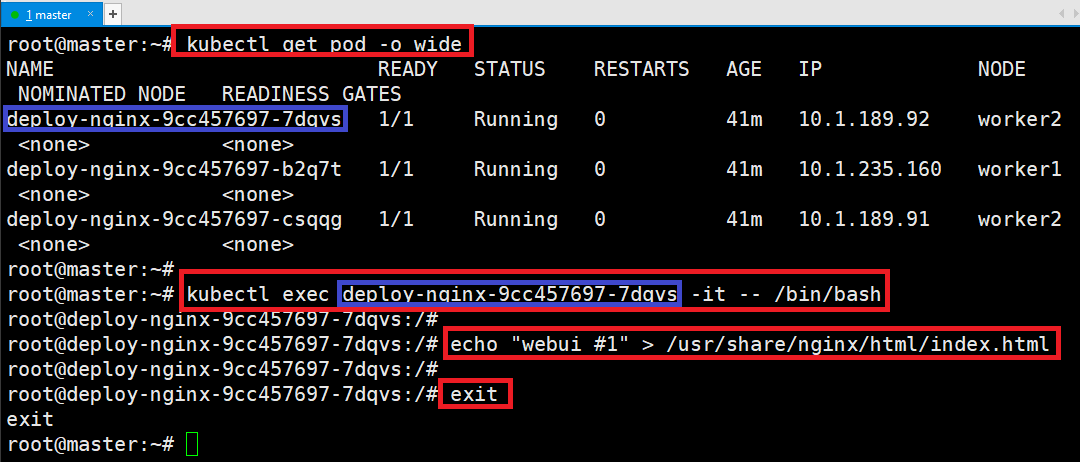 1 master
root@master:~# kubectl get pod -o wide
NAME                           READY   STATUS    RESTARTS   AGE   IP             NODE
 NOMINATED NODE   READINESS GATES
deploy-nginx-9cc457697-7dqvs   1/1     Running   0          41m   10.1.189.92    worker2
 <none>           <none>
deploy-nginx-9cc457697-b2q7t   1/1     Running   0          41m   10.1.235.160   worker1
 <none>           <none>
deploy-nginx-9cc457697-csqqg   1/1     Running   0          41m   10.1.189.91    worker2
 <none>           <none>
root@master:~#
root@master:~# kubectl exec deploy-nginx-9cc457697-7dqvs -it -- /bin/bash
root@deploy-nginx-9cc457697-7dqvs:/#
root@deploy-nginx-9cc457697-7dqvs:/# echo "webui #1" > /usr/share/nginx/html/index.html
root@deploy-nginx-9cc457697-7dqvs:/#
root@deploy-nginx-9cc457697-7dqvs:/# exit
exit
root@master:~#